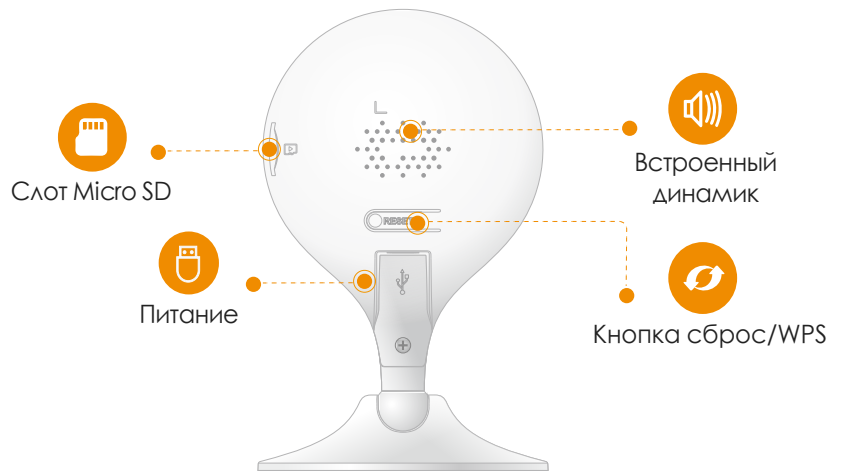 Слот Micro SD
Встроенный
динамик
RESET
Питание
Кнопка сброс/WPS